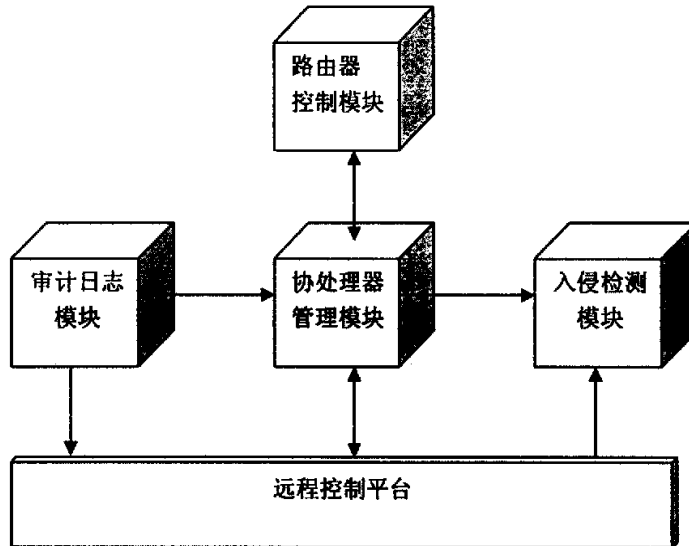 路由器
控制模块
审计日志
模块
协处理器
管理模块
入侵检测
模块
远程控制平台